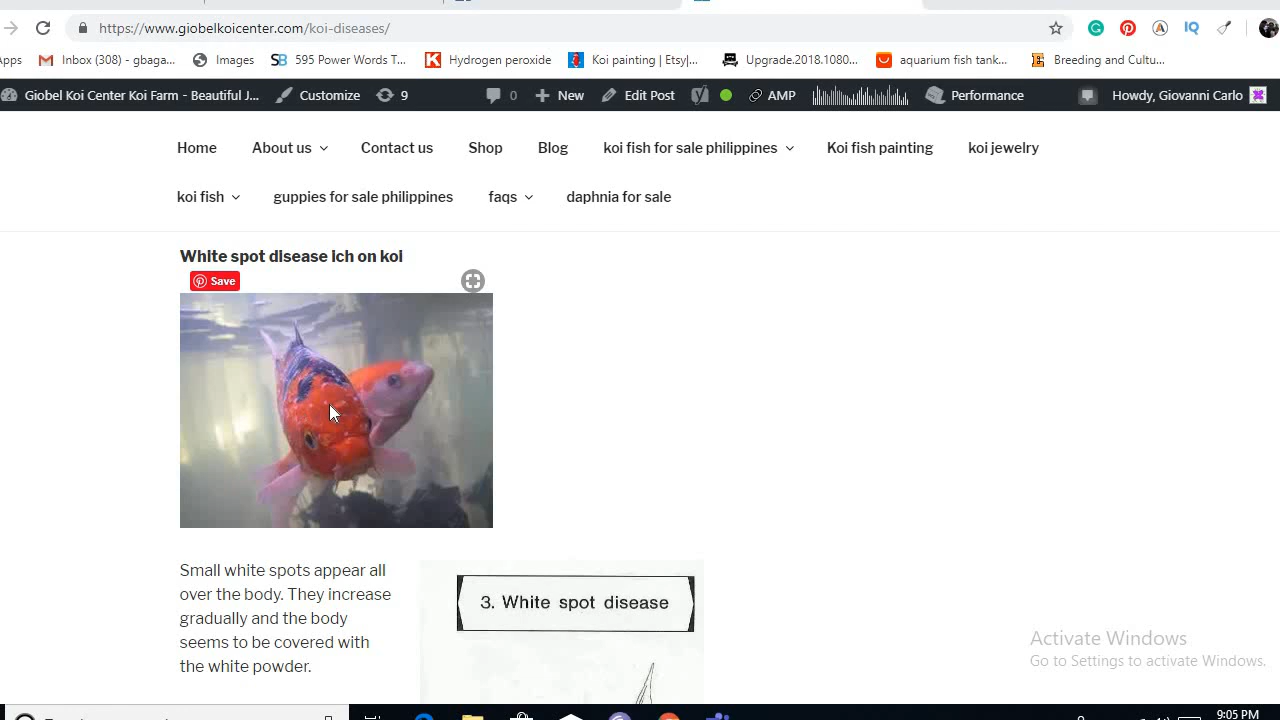 https://www.giobelkoicenter.com/koi-diseases/
Apps Inbox (308) - gbaga... Images 595 Power Words T... Hydrogen peroxide Koi painting | Etsy|... Upgrade.2018.1080... aquarium fish tank... Breeding and Cultu...
Giobel Koi Center Koi Farm - Beautiful J... Customize 9 0 New Edit Post AMP Performance Howdy, Giovanni Carlo
Home About us Contact us Shop Blog koi fish for sale philippines Koi fish painting koi jewelry
koi fish guppies for sale philippines faqs daphnia for sale
White spot disease ich on koi
Save
Small white spots appear all
over the body. They increase
gradually and the body
seems to be covered with
the white powder.
3. White spot disease
Activate Windows
Go to Settings to activate Windows.
9:05 PM